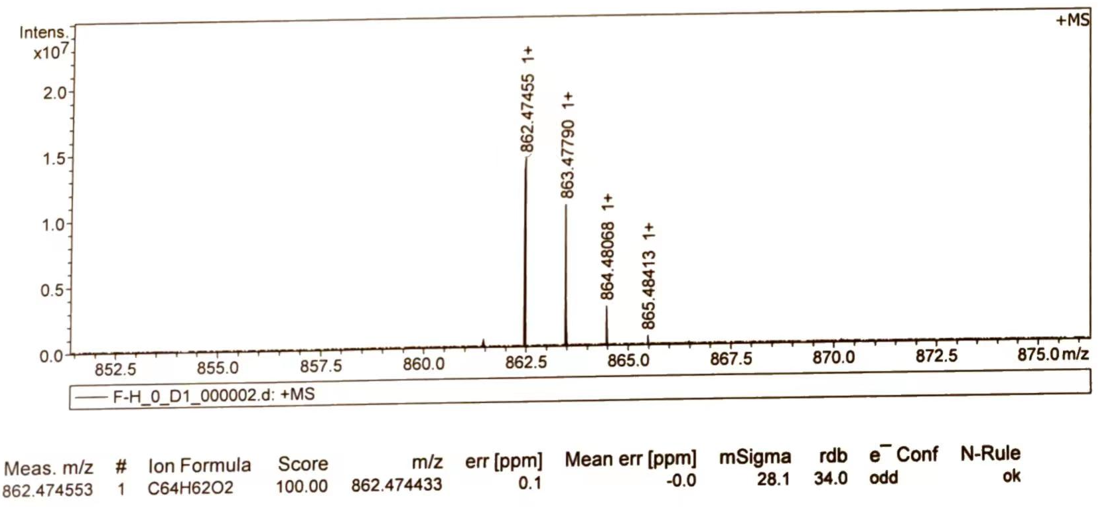 +MS
Intens.
x10⁷
2.0
1.5
1.0
0.5
0.0
862.47455 1+
863.47790 1+
864.48068 1+
865.48413 1+
852.5 855.0 857.5 860.0 862.5 865.0 867.5 870.0 872.5 875.0 m/z
F-H_0_D1_000002.d: +MS
Meas. m/z # Ion Formula Score m/z err [ppm] Mean err [ppm] mSigma rdb e⁻ Conf N-Rule
862.474553 1 C64H62O2 100.00 862.474433 0.1 -0.0 28.1 34.0 odd ok